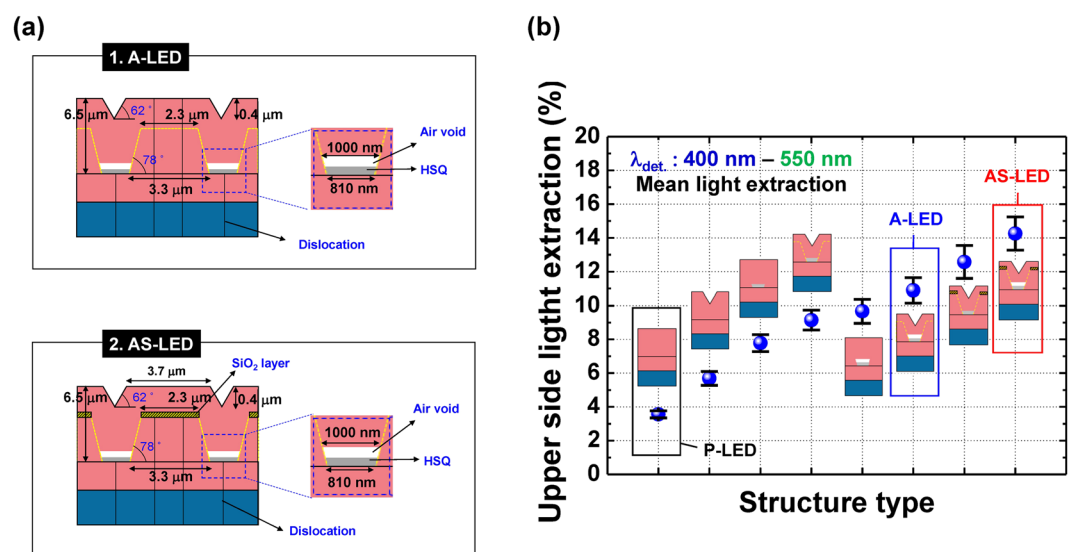 (a)
1. A-LED
6.5 μm
62 °
2.3 μm
0.4 μm
78 °
3.3 μm
1000 nm
810 nm
Air void
HSQ
Dislocation
2. AS-LED
3.7 μm
SiO2 layer
6.5 μm
62 °
2.3 μm
0.4 μm
78 °
3.3 μm
1000 nm
810 nm
Air void
HSQ
Dislocation
(b)
Upper side ligtht extraction (%)
20
18
16
14
12
10
8
6
4
2
0
λdet. : 400 nm – 550 nm
Mean light extraction
P-LED
A-LED
AS-LED
Structure type